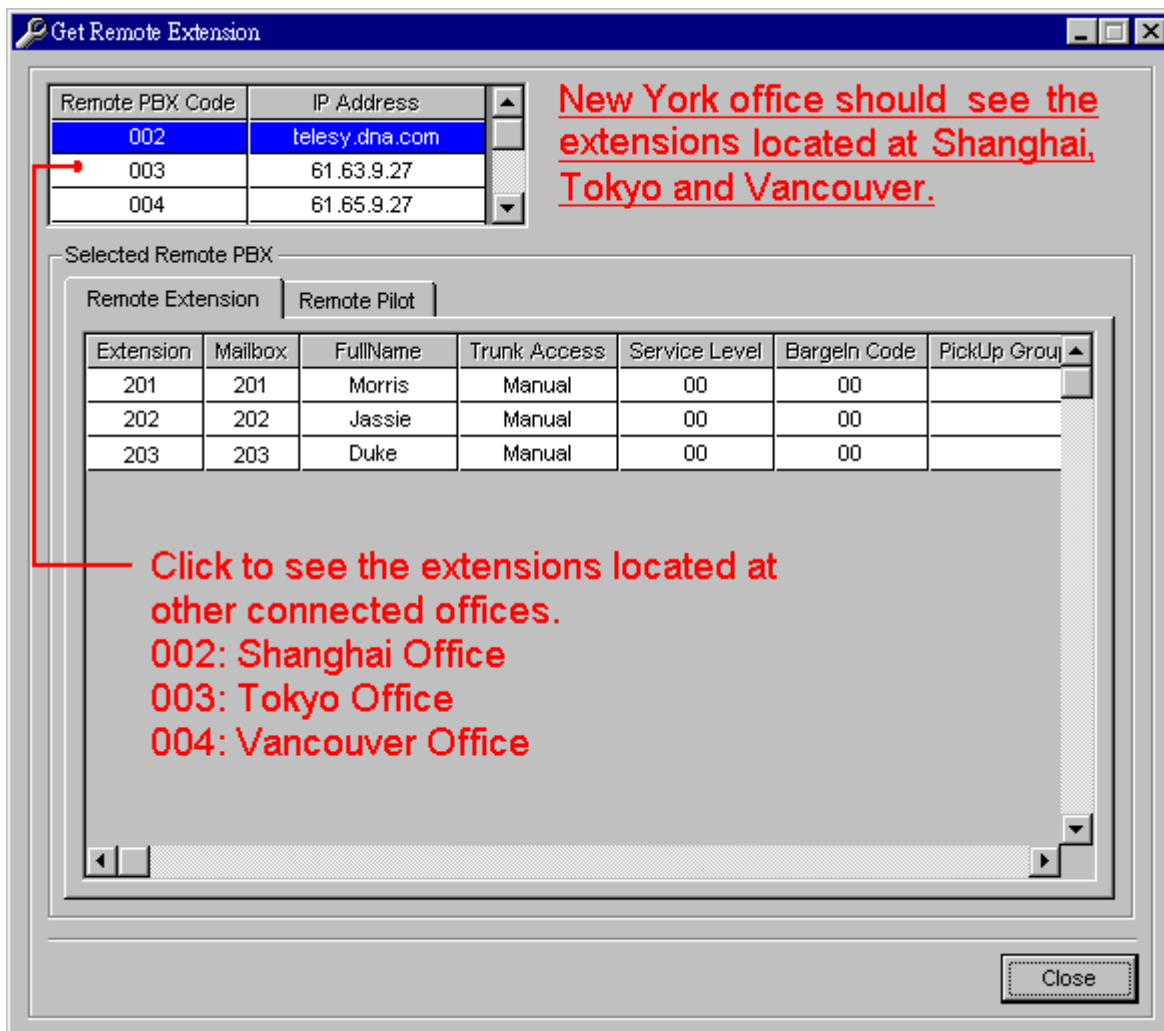 Get Remote Extension
Remote PBX Code IP Address
002 telesy.dna.com
003 61.63.9.27
004 61.65.9.27
New York office should see the
extensions located at Shanghai,
Tokyo and Vancouver.
Selected Remote PBX
Remote Extension Remote Pilot
Extension Mailbox FullName Trunk Access Service Level BargeIn Code PickUp Group
201 201 Morris Manual 00 00
202 202 Jassie Manual 00 00
203 203 Duke Manual 00 00
Click to see the extensions located at
other connected offices.
002: Shanghai Office
003: Tokyo Office
004: Vancouver Office
Close